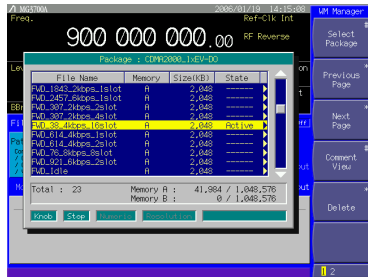 MG3700A
2006/01/19 14:15:08
Freq.
Ref-Clk Int
900 000 000.00
RF Reverse
Package : CDMA2000_1xEV-DO
File Name Memory Size(KB) State
FWD_1843_2kbps_1slot A 2,048 ------
FWD_2457_6kbps_1slot A 2,048 ------
FWD_307_2kbps_2slot A 2,048 ------
FWD_307_2kbps_4slot A 2,048 ------
FWD_38_4kbps_16slot A 2,048 Active
FWD_614_4kbps_1slot A 2,048 ------
FWD_614_4kbps_2slot A 2,048 ------
FWD_76_8kbps_8slot A 2,048 ------
FWD_921_6kbps_2slot A 2,048 ------
FWD_Idle A 2,048 ------
Total : 23 Memory A : 41,984 / 1,048,576
Memory B : 0 / 1,048,576
Knob Step Numeric Resolution
WM Manager
Select
Package
Previous
Page
Next
Page
Comment
View
Delete
1 2